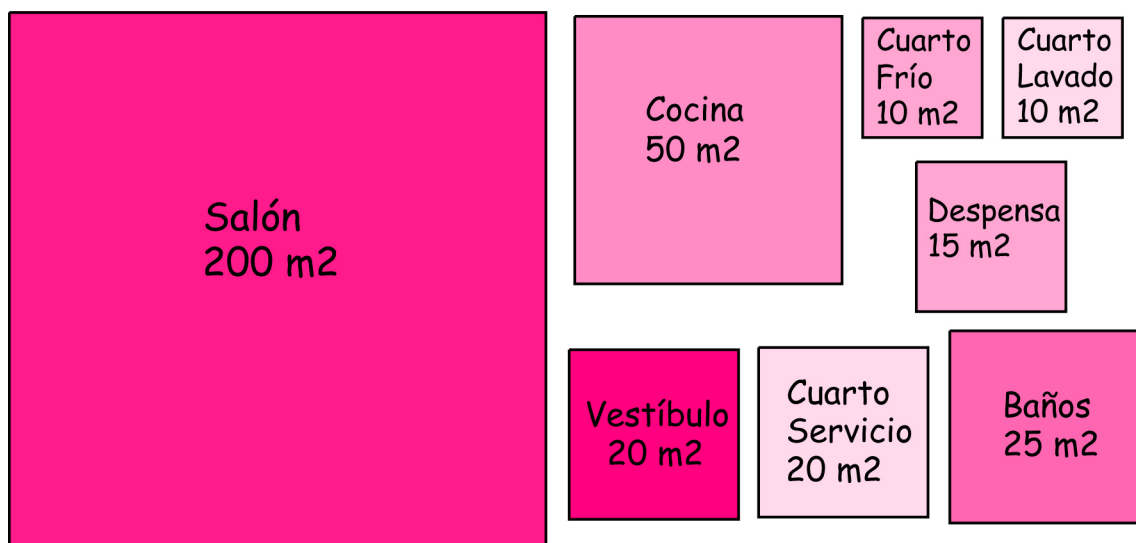 Salón
200 m2
Cocina
50 m2
Cuarto
Frío
10 m2
Cuarto
Lavado
10 m2
Despensa
15 m2
Vestíbulo
20 m2
Cuarto
Servicio
20 m2
Baños
25 m2